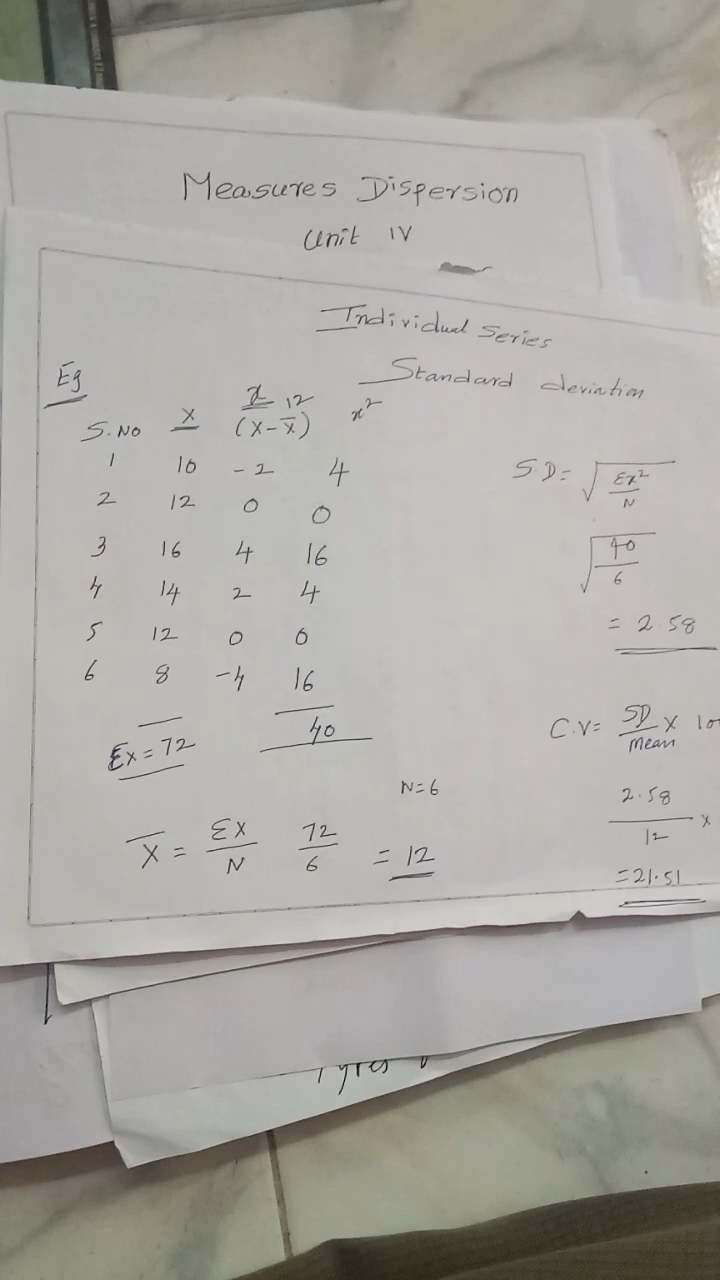 Measures Dispersion
Unit IV
Individual Series
Standard deviation
Eg
x 12
S.NO X (X-X̅) x²
1 10 -2 4
2 12 0 0
3 16 4 16
4 14 2 4
5 12 0 0
6 8 -4 16
Ex=72 40
N=6
X̅ = ΣX/N 72/6 = 12
S.D= √Σx²/N
√40/6
= 2.58
C.V= SD/Mean X 10
2.58/12 x
=21.51